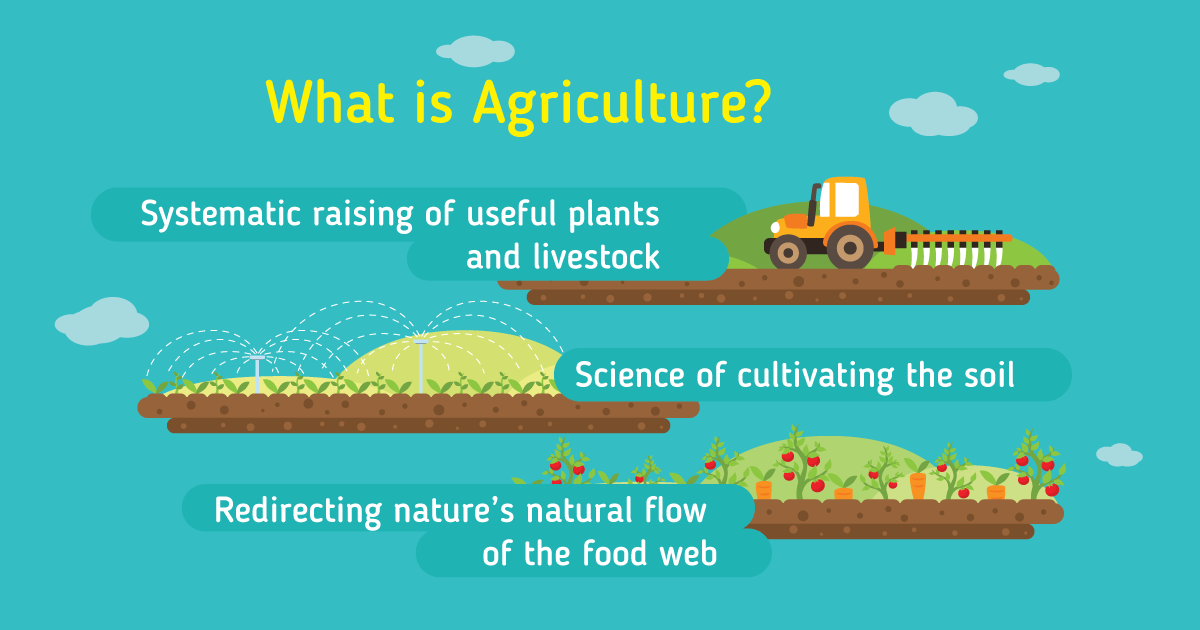 What is Agriculture?
Systematic raising of useful plants
and livestock
Science of cultivating the soil
Redirecting nature’s natural flow
of the food web